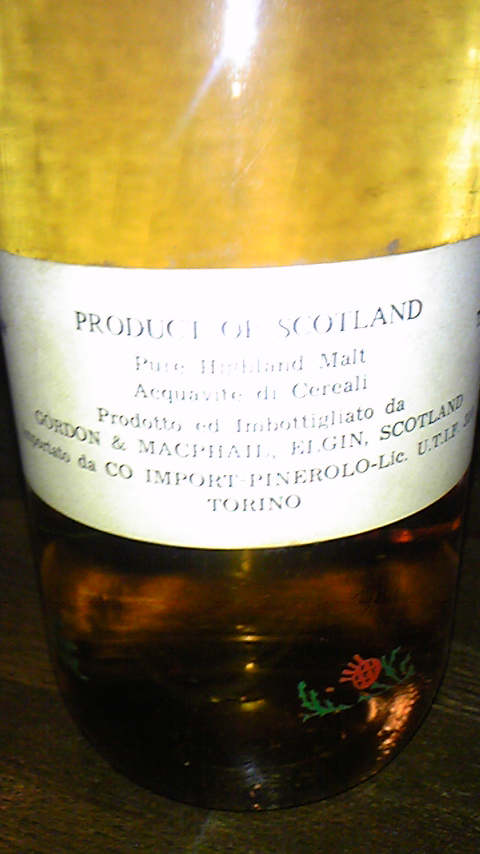 PRODUCT OF SCOTLAND
Pure Highland Malt
Acquavite di Cereali
Prodotto ed Imbottigliato da
GORDON & MACPHAIL, ELGIN, SCOTLAND
Importato da CO IMPORT-PINEROLO-Lic. U.T.I.F.
TORINO